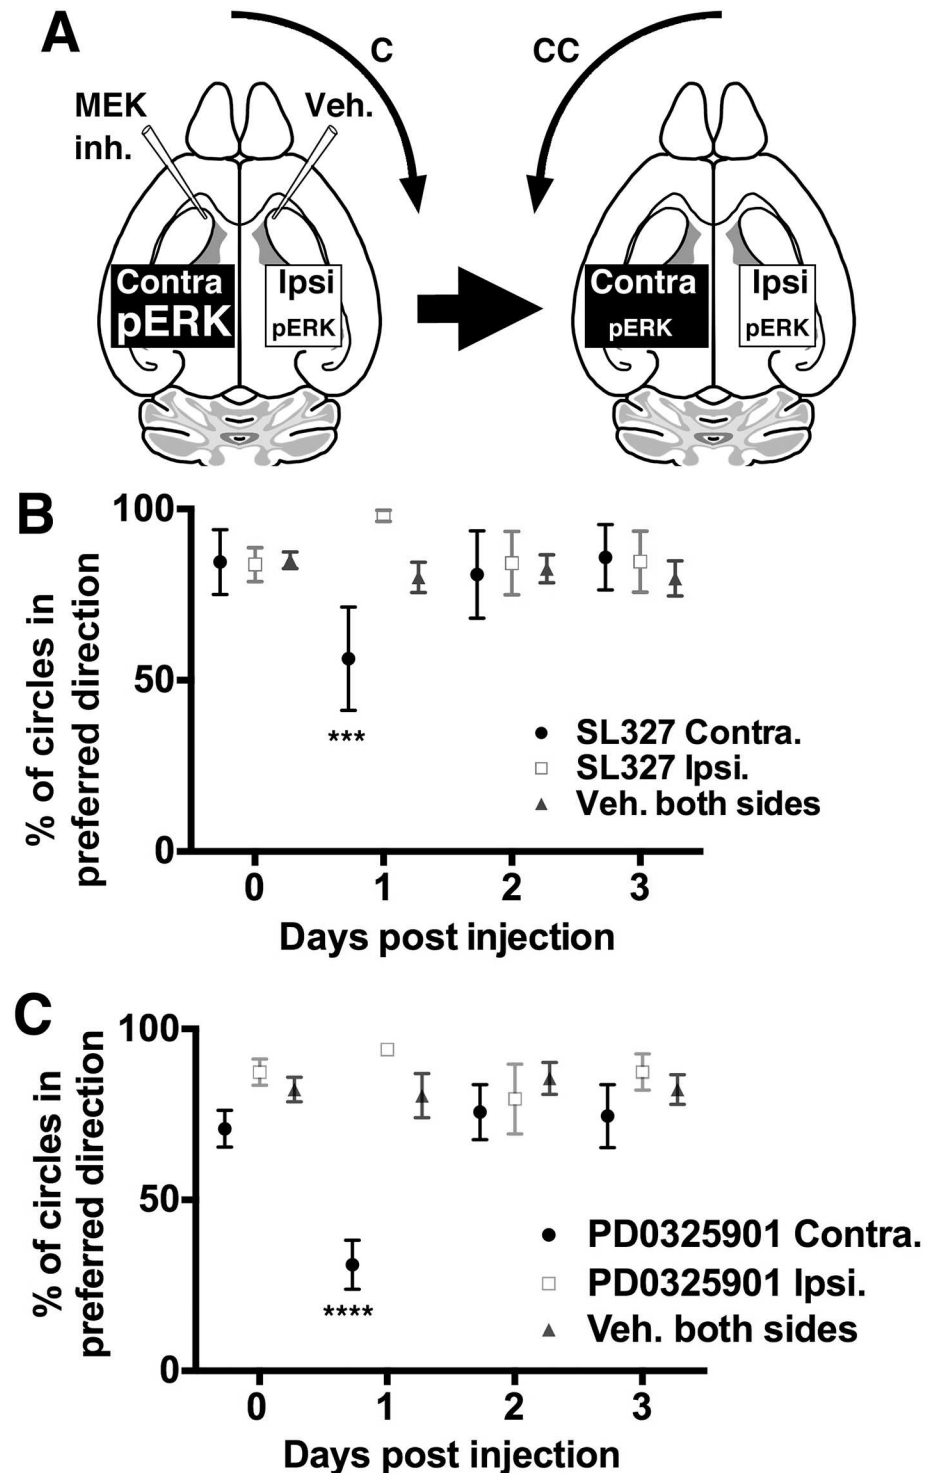 A
C
CC
MEK
inh.
Veh.
Contra
pERK
Ipsi
pERK
Contra
pERK
Ipsi
pERK
B
% of circles in
preferred direction
100
50
0
***
SL327 Contra.
SL327 Ipsi.
Veh. both sides
0 1 2 3
Days post injection
C
% of circles in
preferred direction
100
50
0
****
PD0325901 Contra.
PD0325901 Ipsi.
Veh. both sides
0 1 2 3
Days post injection